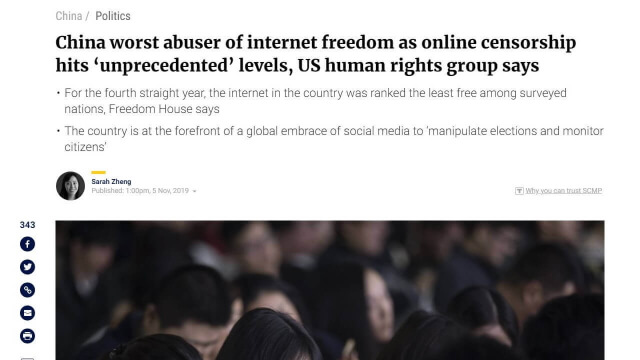 China / Politics
China worst abuser of internet freedom as online censorship
hits ‘unprecedented’ levels, US human rights group says
• For the fourth straight year, the internet in the country was ranked the least free among surveyed
nations, Freedom House says
• The country is at the forefront of a global embrace of social media to ‘manipulate elections and monitor
citizens’
Sarah Zheng
Published: 1:00pm, 5 Nov, 2019
Why you can trust SCMP
343